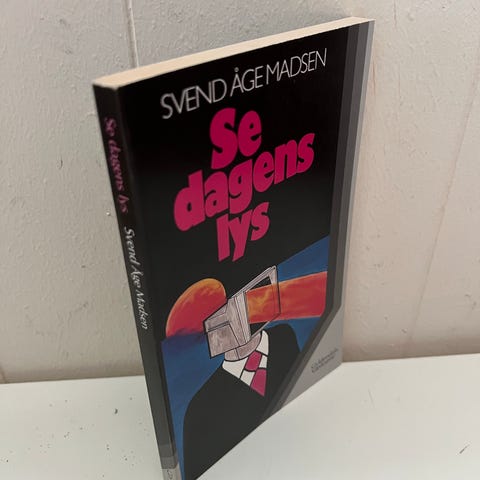 SVEND ÅGE MADSEN
Se
dagens
lys
Se dagens lys Svend Åge Madsen